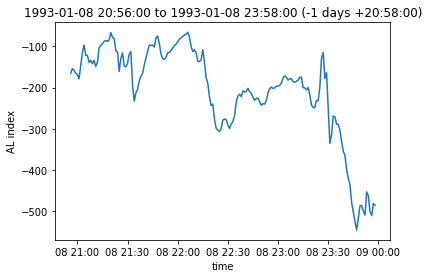 1993-01-08 20:56:00 to 1993-01-08 23:58:00 (-1 days +20:58:00)
AL index
−100
−200
−300
−400
−500
08 21:00 08 21:30 08 22:00 08 22:30 08 23:00 08 23:30 09 00:00
time